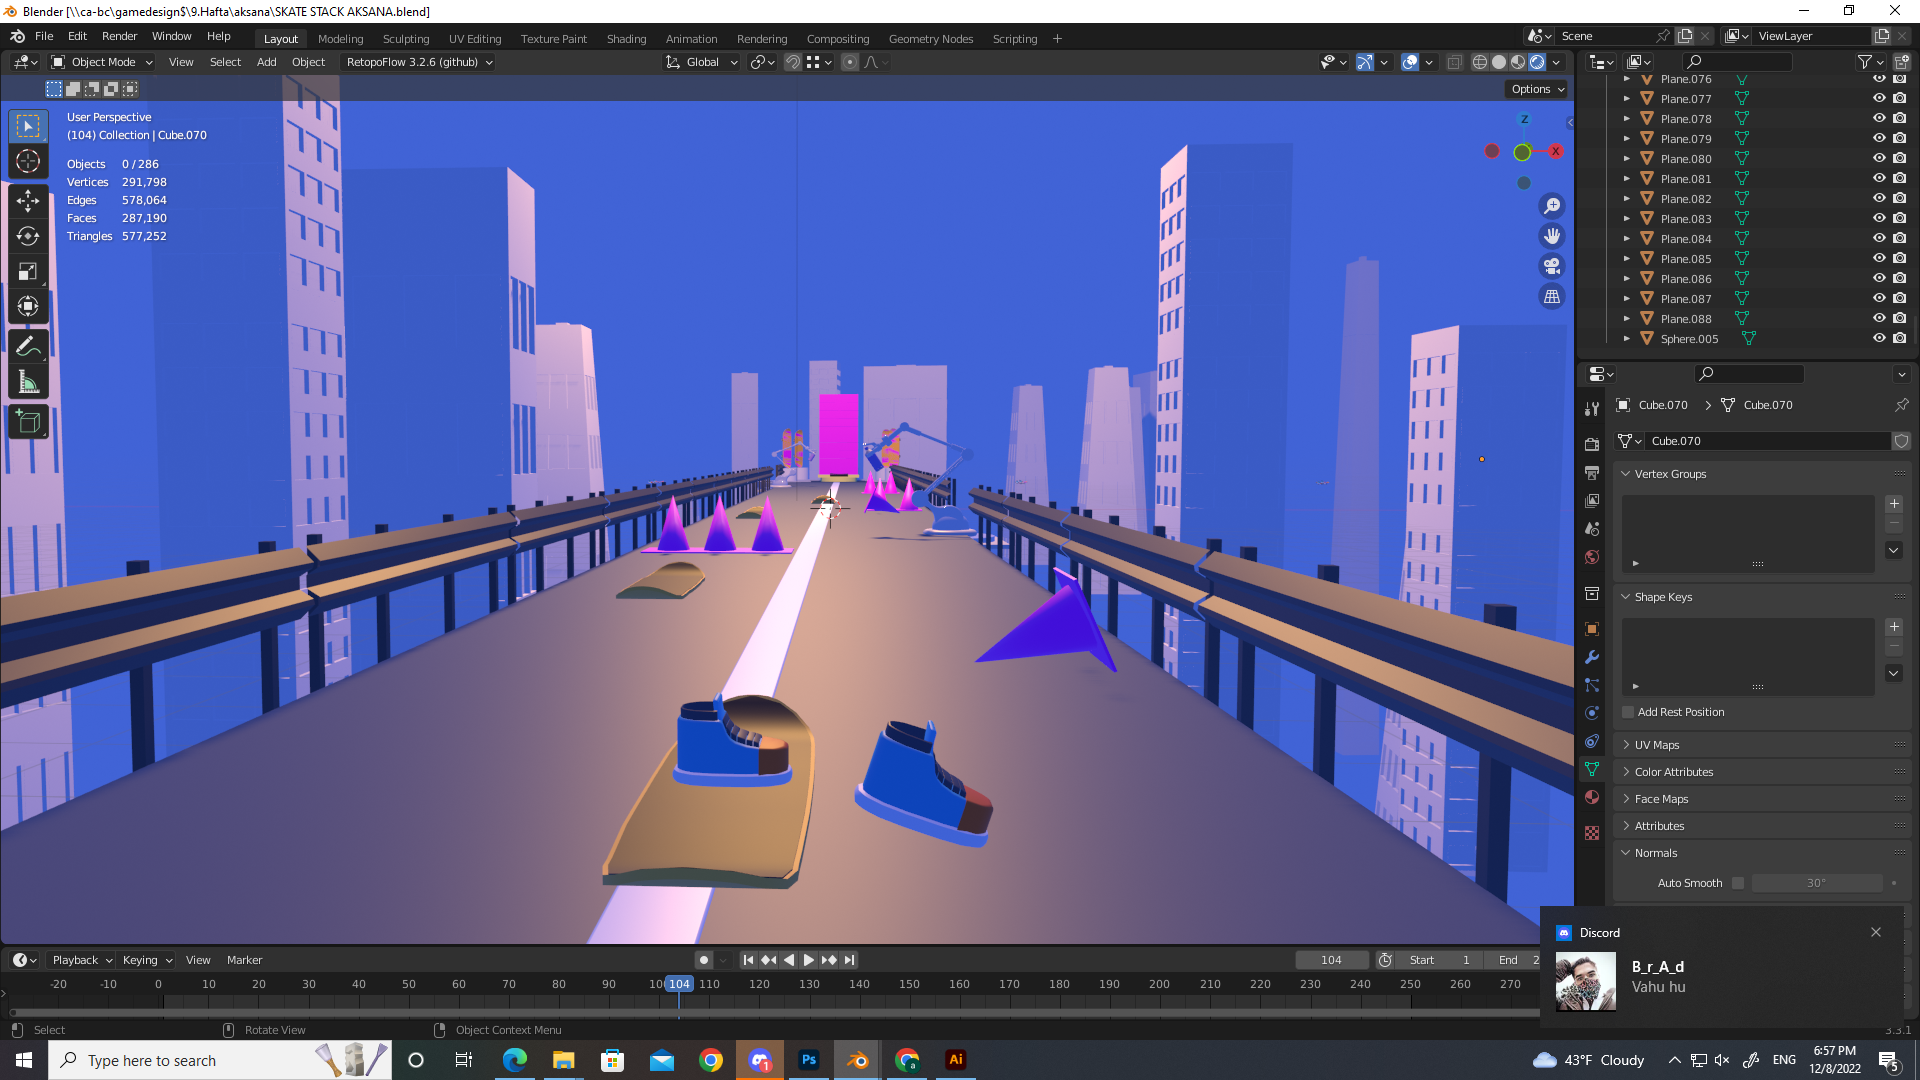 Blender [\\ca-bc\gamedesign$\9.Hafta\aksana\SKATE STACK AKSANA.blend]
File Edit Render Window Help Layout Modeling Sculpting UV Editing Texture Paint Shading Animation Rendering Compositing Geometry Nodes Scripting + Scene ViewLayer
Object Mode View Select Add Object RetopoFlow 3.2.6 (github) Global
Options
User Perspective
(104) Collection | Cube.070
Objects 0 / 286
Vertices 291,798
Edges 578,064
Faces 287,190
Triangles 577,252
Z
X
Plane.076
Plane.077
Plane.078
Plane.079
Plane.080
Plane.081
Plane.082
Plane.083
Plane.084
Plane.085
Plane.086
Plane.087
Plane.088
Sphere.005
Cube.070 > Cube.070
Cube.070
Vertex Groups
Shape Keys
Add Rest Position
UV Maps
Color Attributes
Face Maps
Attributes
Normals
Auto Smooth 30°
Discord
B_r_A_d
Vahu hu
Playback Keying View Marker 104 Start 1 End 2
-20 -10 0 10 20 30 40 50 60 70 80 90 100 104 110 120 130 140 150 160 170 180 190 200 210 220 230 240 250 260 270
Select Rotate View Object Context Menu 3.3.1
Type here to search 1 Ps Ai 43°F Cloudy ENG 6:57 PM
12/8/2022 5